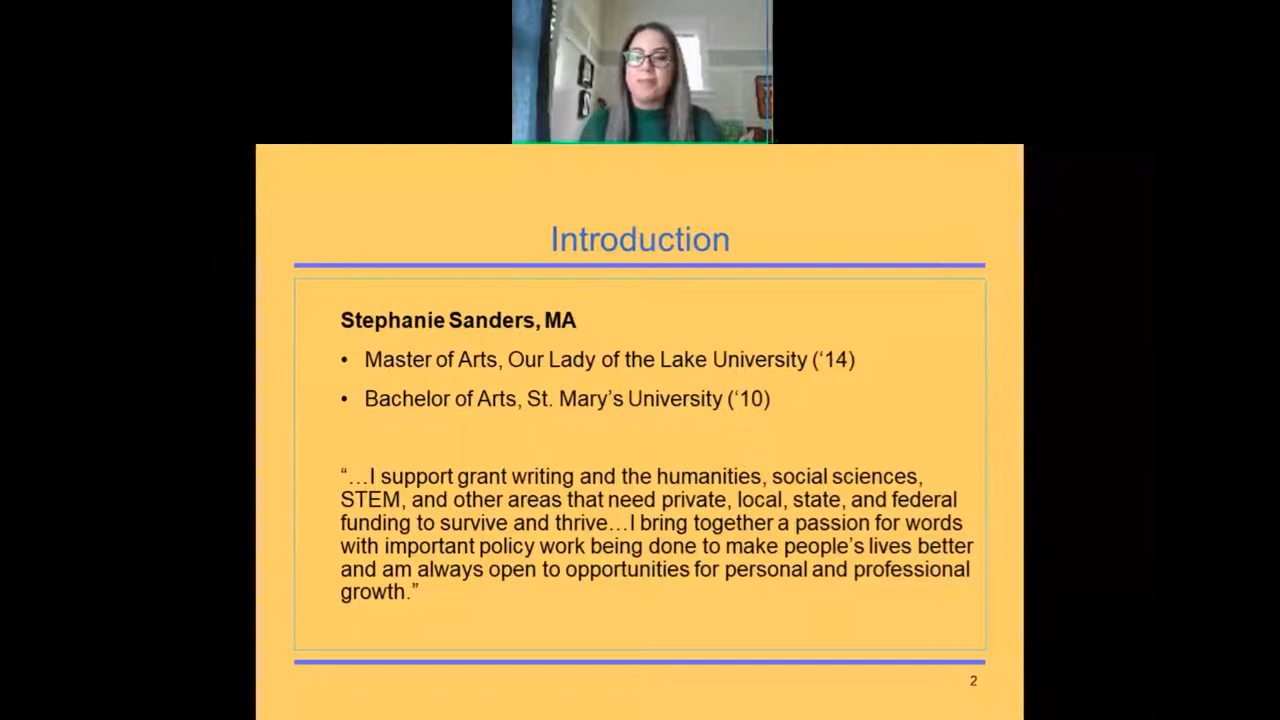 Introduction
Stephanie Sanders, MA
• Master of Arts, Our Lady of the Lake University (‘14)
• Bachelor of Arts, St. Mary’s University (‘10)
“…I support grant writing and the humanities, social sciences,
STEM, and other areas that need private, local, state, and federal
funding to survive and thrive…I bring together a passion for words
with important policy work being done to make people’s lives better
and am always open to opportunities for personal and professional
growth.”
2